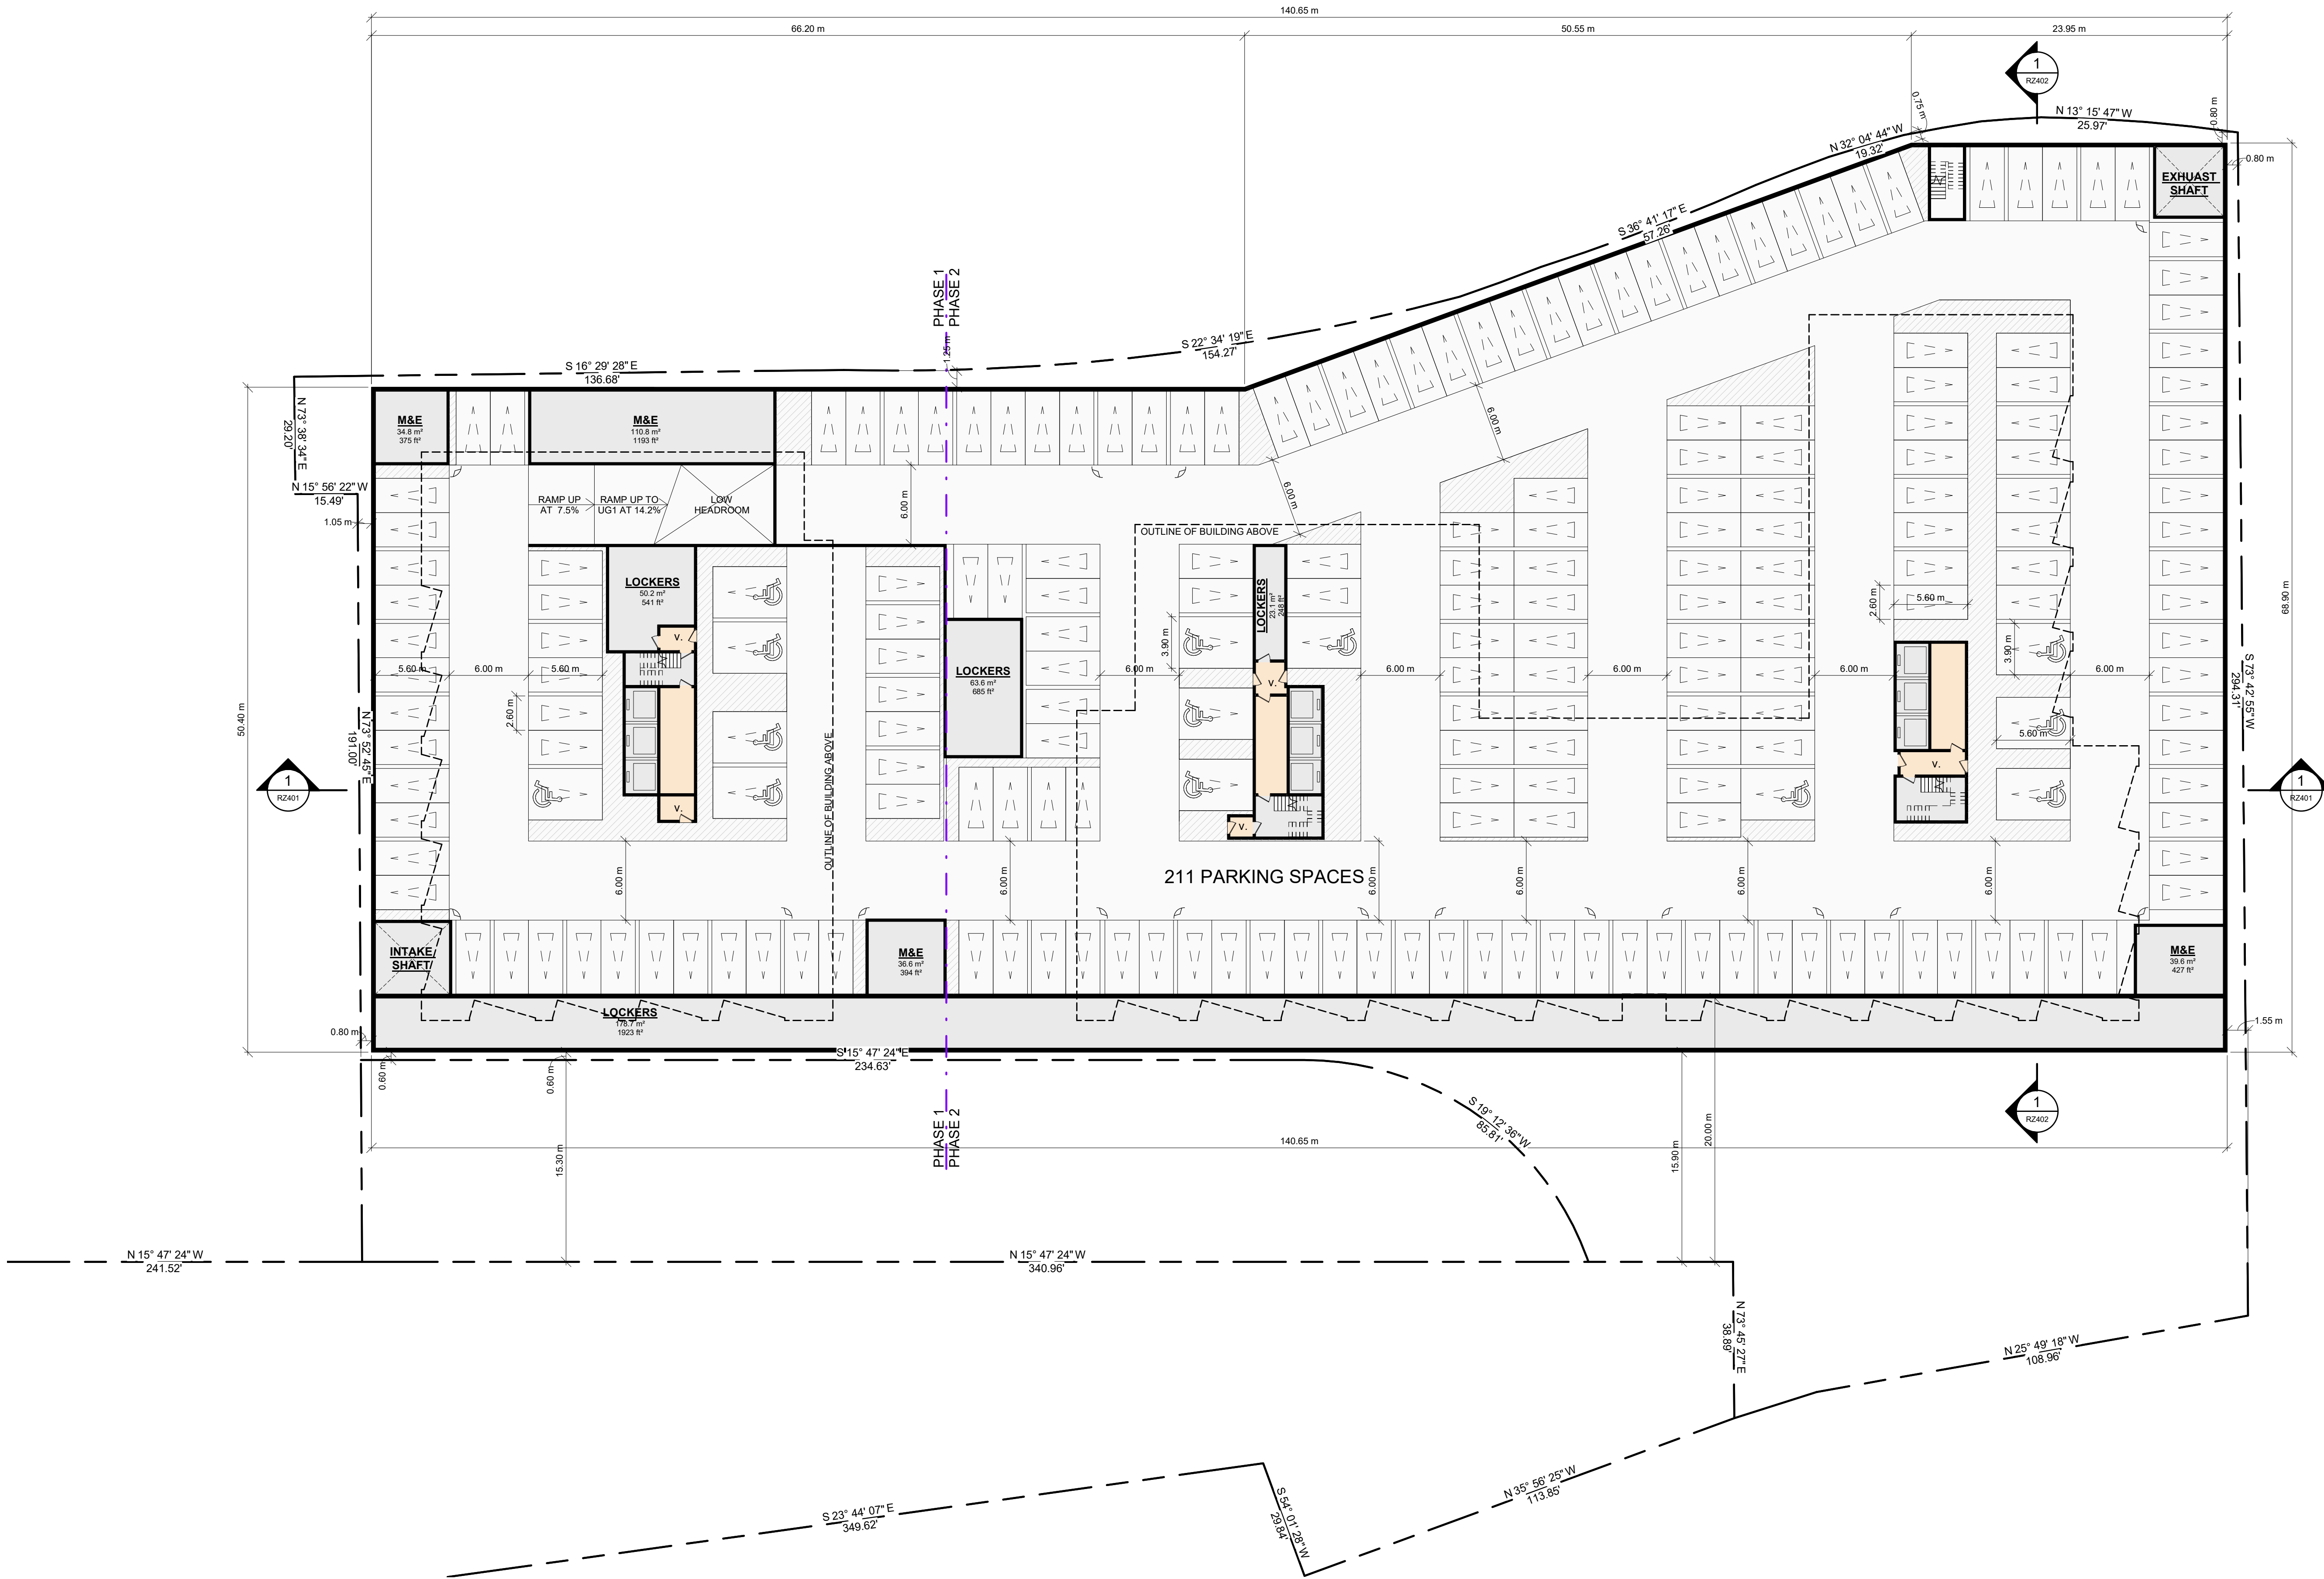 140.65 m
66.20 m
50.55 m
23.95 m
1
RZ402
N 13° 15' 47" W
25.97'
0.75 m
0.80 m
0.80 m
N 32° 04' 44" W
19.32'
EXHUAST
SHAFT
S 36° 41' 17" E
57.26'
PHASE 1
PHASE 2
1.25 m
S 22° 34' 19" E
154.27'
S 16° 29' 28" E
136.68'
N 73° 38' 34" E
29.20'
M&E
34.8 m²
375 ft²
M&E
110.8 m²
1193 ft²
6.00 m
6.00 m
N 15° 56' 22" W
15.49'
1.05 m
RAMP UP
AT 7.5%
RAMP UP TO
UG1 AT 14.2%
LOW
HEADROOM
6.00 m
OUTLINE OF BUILDING ABOVE
LOCKERS
50.2 m²
541 ft²
LOCKERS
23.1 m²
248 ft²
68.90 m
2.60 m
5.60 m
V.
3.90 m
3.90 m
5.60 m
6.00 m
5.60 m
LOCKERS
63.6 m²
685 ft²
6.00 m
6.00 m
6.00 m
6.00 m
6.00 m
V.
S 73° 42' 55" W
294.31'
50.40 m
N 73° 52' 45" E
191.00'
2.60 m
5.60 m
V.
1
RZ401
OUTLINE OF BUILDING ABOVE
V.
V.
1
RZ401
6.00 m
6.00 m
211 PARKING SPACES
6.00 m
6.00 m
6.00 m
6.00 m
INTAKE
SHAFT
M&E
36.6 m²
394 ft²
M&E
39.6 m²
427 ft²
LOCKERS
178.7 m²
1923 ft²
0.80 m
1.55 m
S 15° 47' 24" E
234.63'
0.60 m
0.60 m
S 19° 12' 36" W
85.81'
1
RZ402
PHASE 1
PHASE 2
140.65 m
15.30 m
15.90 m
20.00 m
N 15° 47' 24" W
241.52'
N 15° 47' 24" W
340.96'
N 73° 45' 27" E
38.89'
N 25° 49' 18" W
108.96'
N 35° 56' 25" W
113.85'
S 54° 01' 28" W
29.84'
S 23° 44' 07" E
349.62'